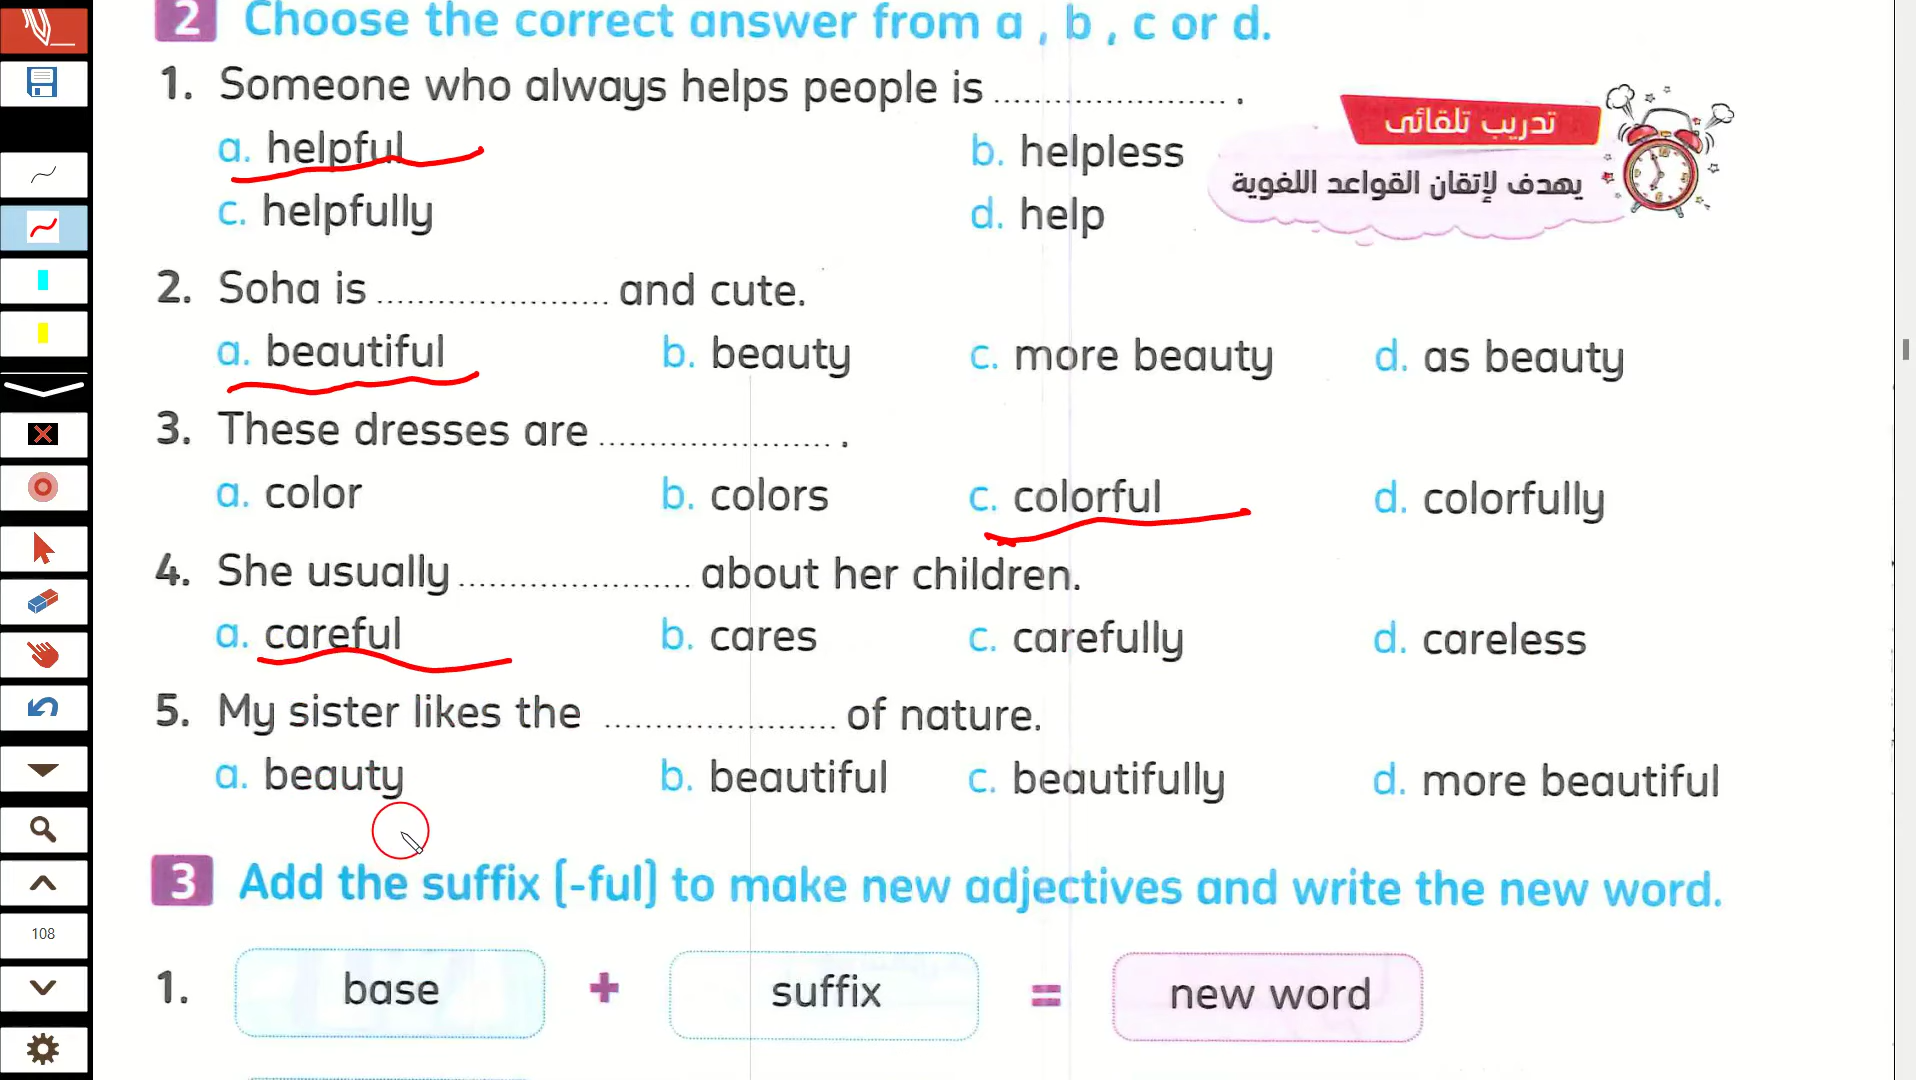 2 Choose the correct answer from a , b , c or d.
1. Someone who always helps people is ....................... .
تدريب تلقائى
يهدف لإتقان القواعد اللغوية
a. helpful b. helpless
c. helpfully d. help
2. Soha is ....................... and cute.
a. beautiful b. beauty c. more beauty d. as beauty
3. These dresses are ....................... .
a. color b. colors c. colorful d. colorfully
4. She usually ....................... about her children.
a. careful b. cares c. carefully d. careless
5. My sister likes the ....................... of nature.
a. beauty b. beautiful c. beautifully d. more beautiful
3 Add the suffix (-ful) to make new adjectives and write the new word.
1. base + suffix = new word
108